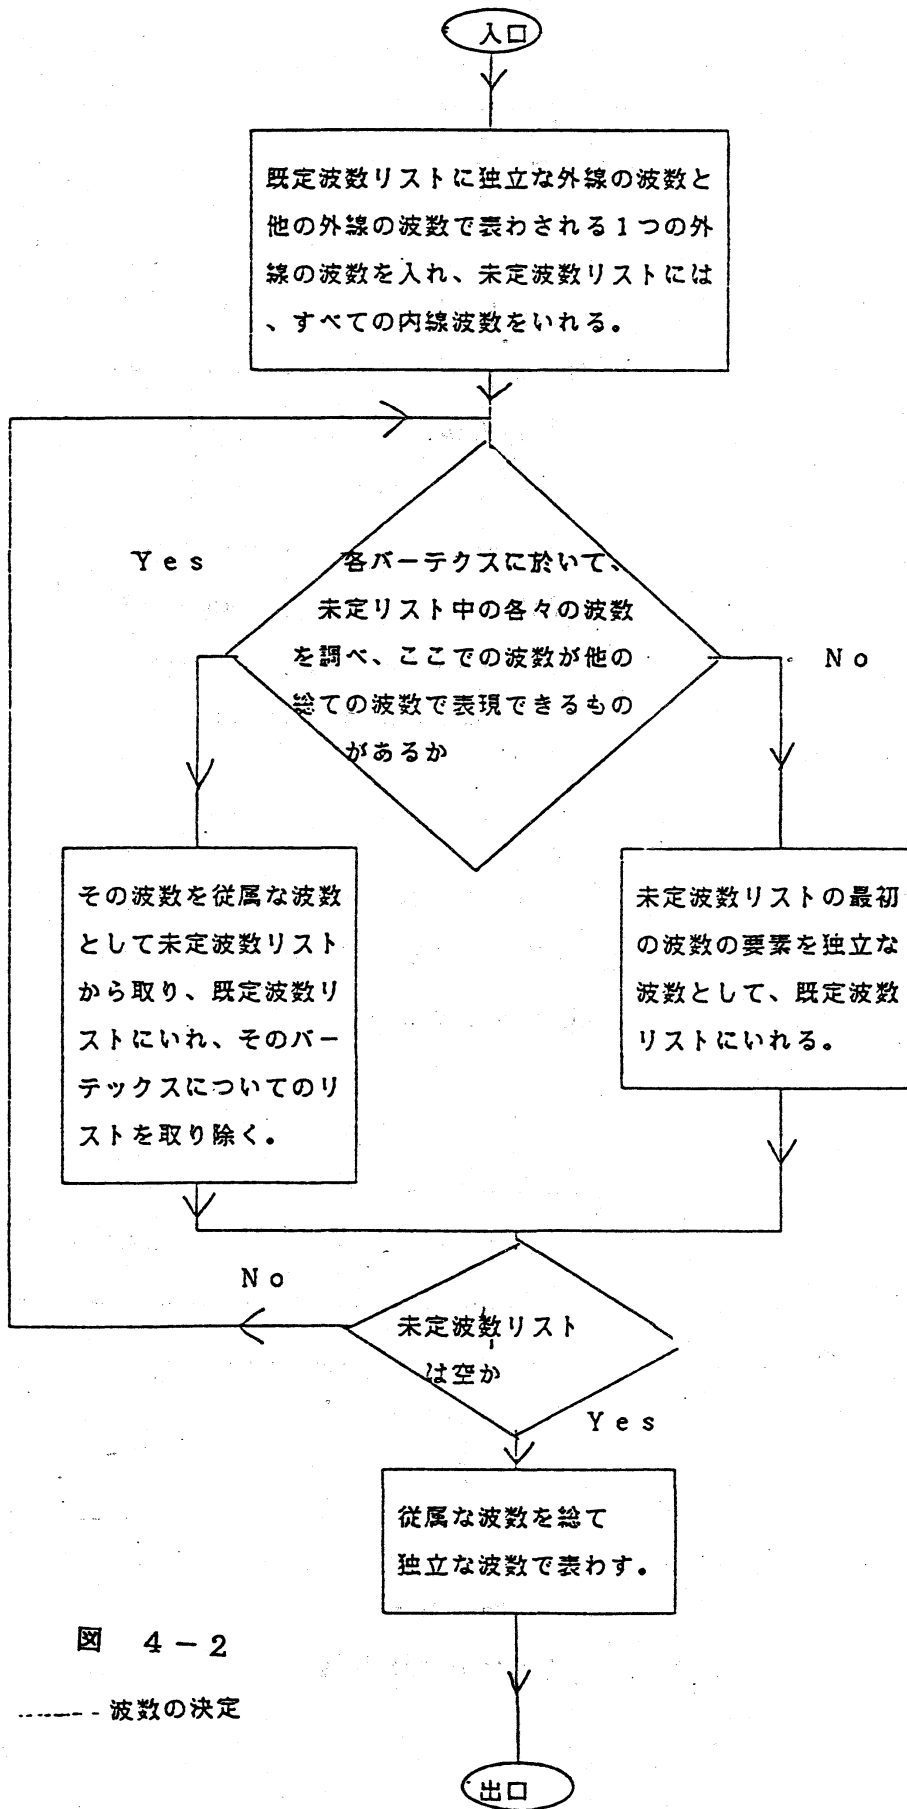 入口
既定波数リストに独立な外線の波数と
他の外線の波数で表わされる1つの外
線の波数を入れ、未定波数リストには
、すべての内線波数をいれる。
Yes
各バーテクスに於いて、
未定リスト中の各々の波数
を調べ、ここでの波数が他の
総ての波数で表現できるもの
があるか
No
その波数を従属な波数
として未定波数リスト
から取り、既定波数リ
ストにいれ、そのバー
テックスについてのリ
ストを取り除く。
未定波数リストの最初
の波数の要素を独立な
波数として、既定波数
リストにいれる。
No
未定波数リスト
は空か
Yes
従属な波数を総て
独立な波数で表わす。
図 4-2
波数の決定
出口